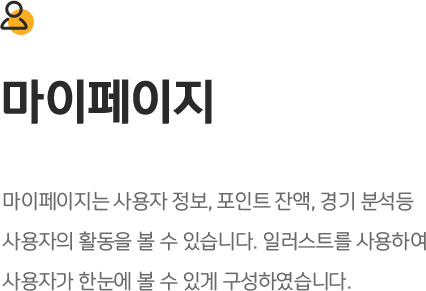 마이페이지
마이페이지는 사용자 정보, 포인트 잔액, 경기 분석등
사용자의 활동을 볼 수 있습니다. 일러스트를 사용하여
사용자가 한눈에 볼 수 있게 구성하였습니다.